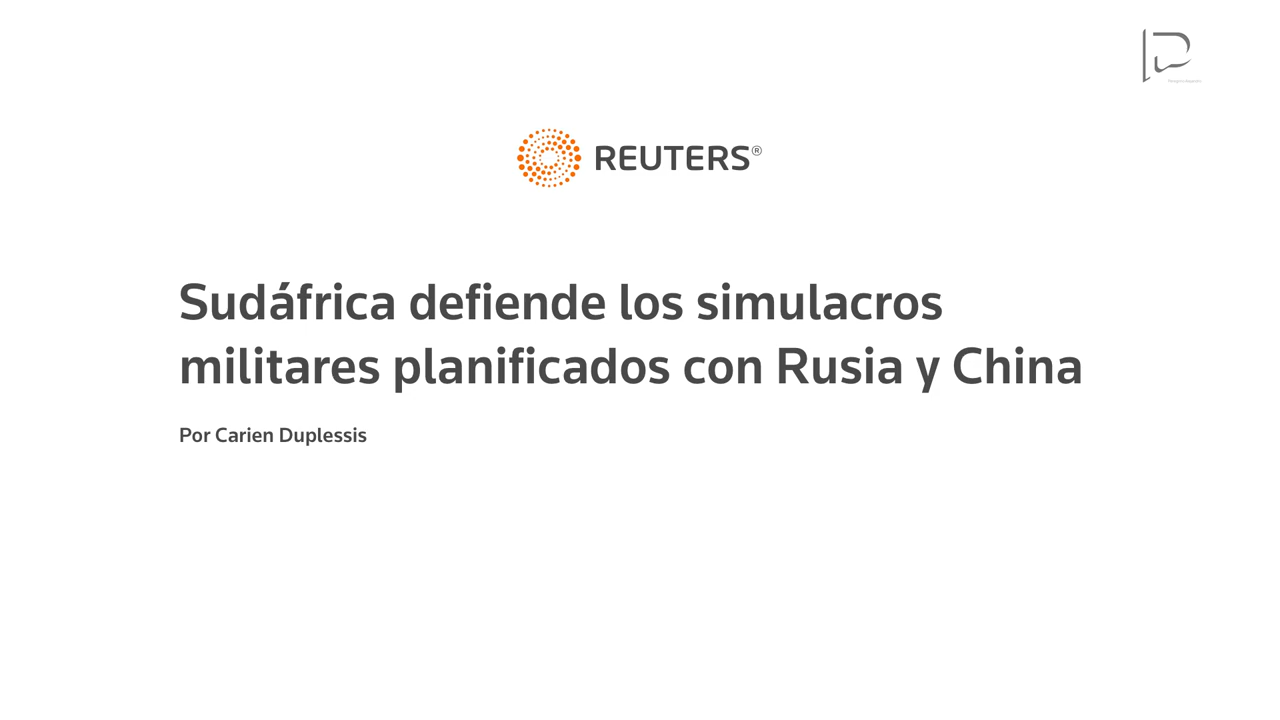 REUTERS®
Sudáfrica defiende los simulacros
militares planificados con Rusia y China
Por Carien Duplessis